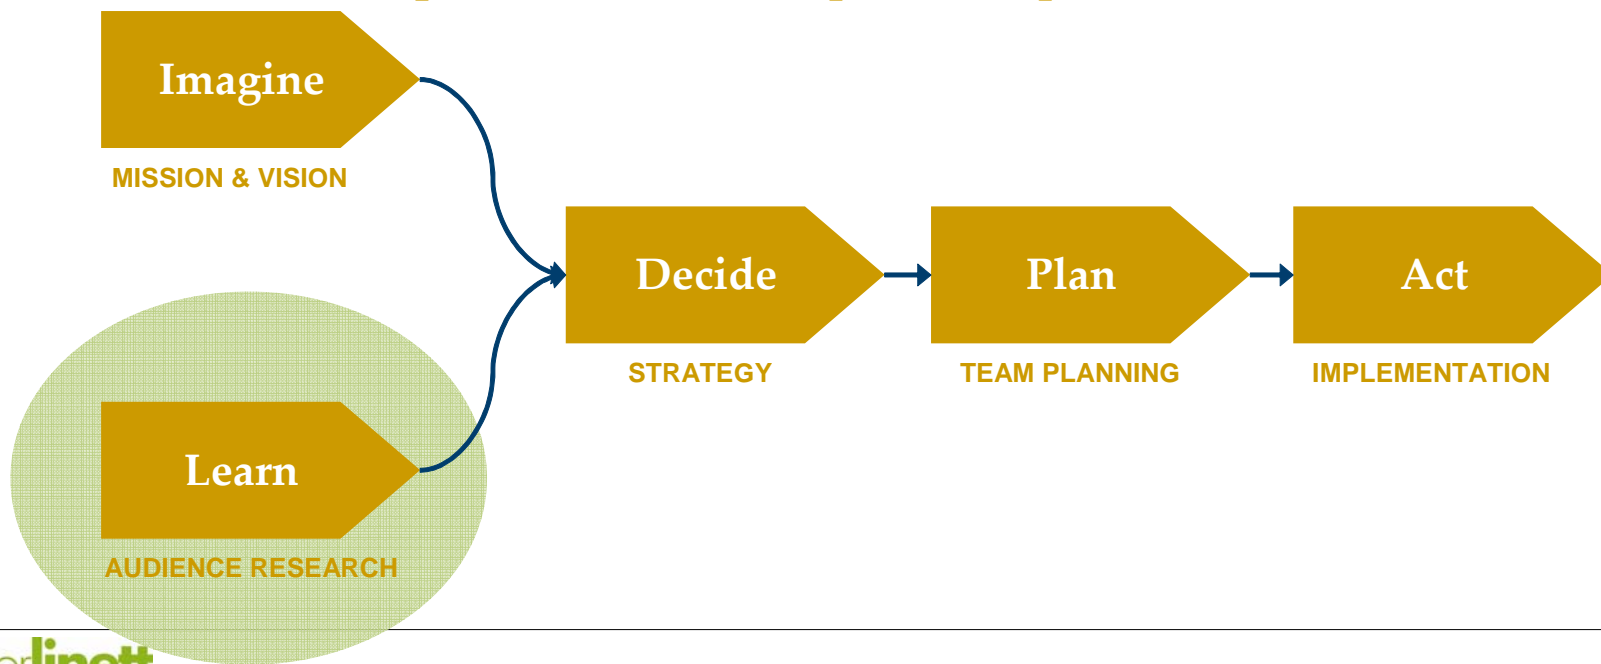 Imagine
MISSION & VISION
Decide
Plan
Act
STRATEGY
TEAM PLANNING
IMPLEMENTATION
Learn
AUDIENCE RESEARCH